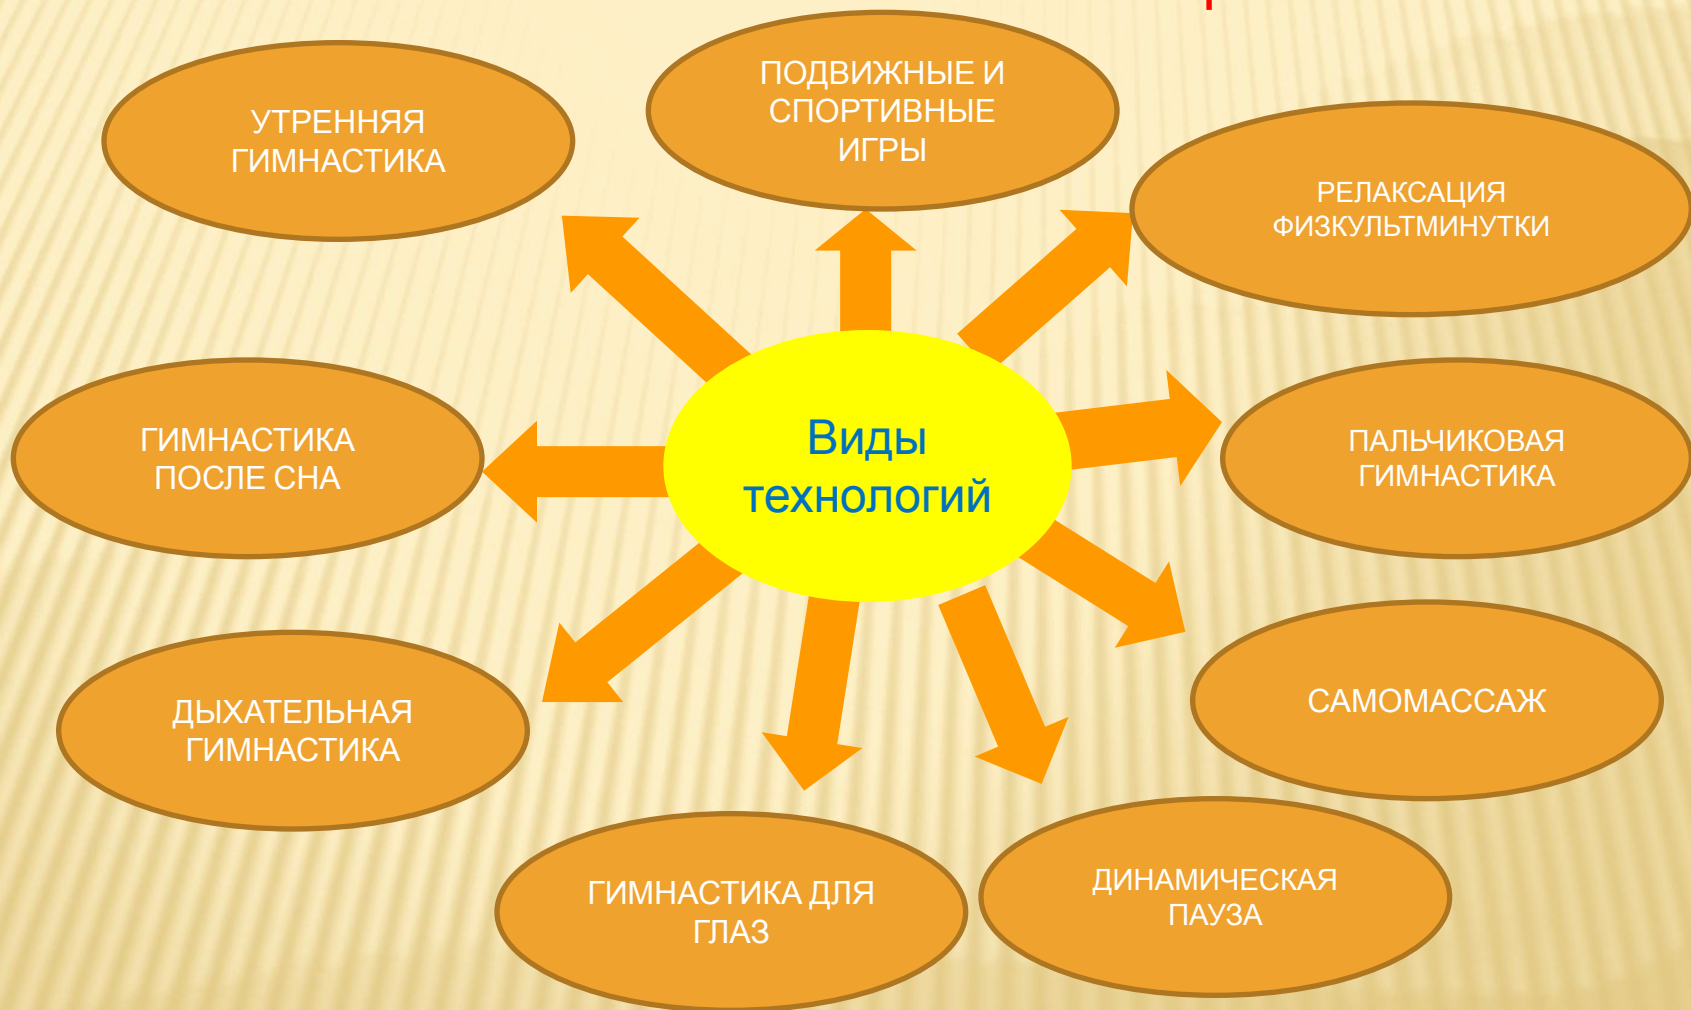 УТРЕННЯЯ
ГИМНАСТИКА
ПОДВИЖНЫЕ И
СПОРТИВНЫЕ
ИГРЫ
РЕЛАКСАЦИЯ
ФИЗКУЛЬТМИНУТКИ
Виды
технологий
ГИМНАСТИКА
ПОСЛЕ СНА
ПАЛЬЧИКОВАЯ
ГИМНАСТИКА
ДЫХАТЕЛЬНАЯ
ГИМНАСТИКА
САМОМАССАЖ
ГИМНАСТИКА ДЛЯ
ГЛАЗ
ДИНАМИЧЕСКАЯ
ПАУЗА